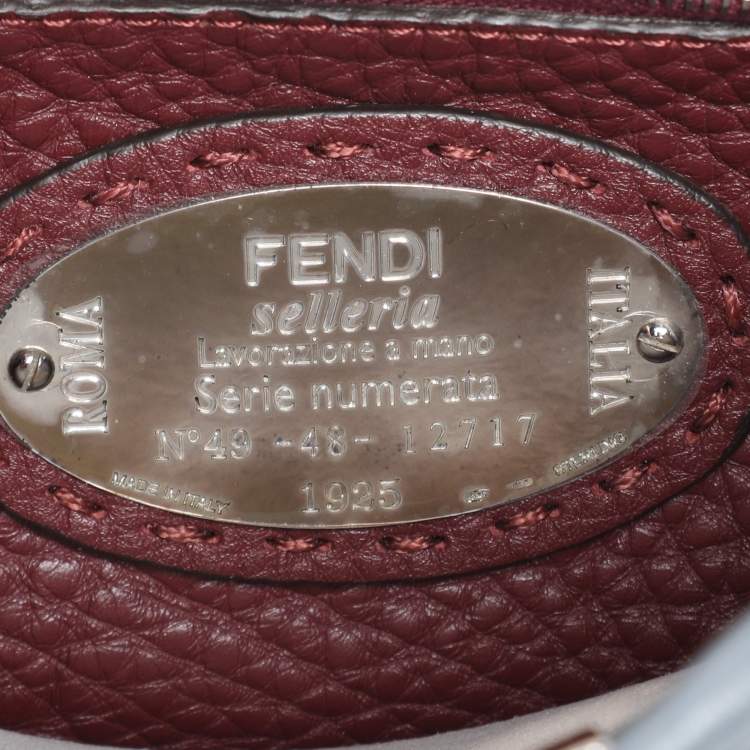 FENDI
selleria
Lavorazione a mano
Serie numerata
N° 49 -48- 12717
1925
ROMA
ITALIA
MADE IN ITALY
STERLING